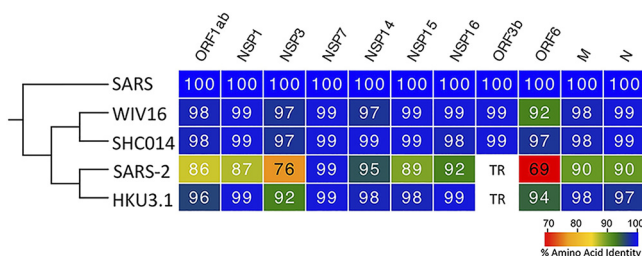 ORF1ab NSP1 NSP3 NSP7 NSP14 NSP15 NSP16 ORF3b ORF6 M N
SARS 100 100 100 100 100 100 100 100 100 100 100
WIV16 98 99 97 99 97 99 99 99 92 98 99
SHC014 98 99 97 99 99 99 98 99 97 98 99
SARS-2 86 87 76 99 95 89 92 TR 69 90 90
HKU3.1 96 99 92 99 98 98 99 TR 94 98 97
70 80 90 100
% Amino Acid Identity